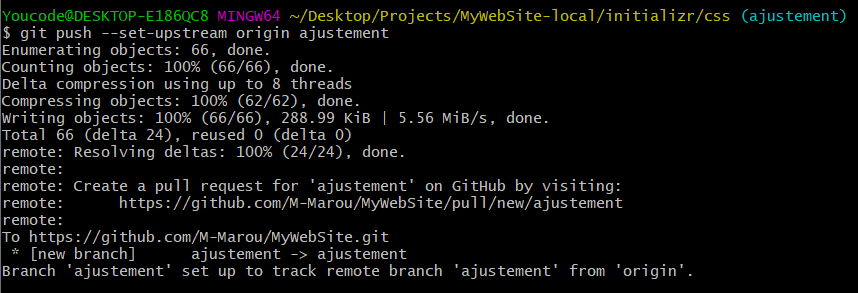 Youcode@DESKTOP-E186QC8 MINGW64 ~/Desktop/Projects/MyWebSite-local/initializr/css (ajustement)
$ git push --set-upstream origin ajustement
Enumerating objects: 66, done.
Counting objects: 100% (66/66), done.
Delta compression using up to 8 threads
Compressing objects: 100% (62/62), done.
Writing objects: 100% (66/66), 288.99 KiB | 5.56 MiB/s, done.
Total 66 (delta 24), reused 0 (delta 0)
remote: Resolving deltas: 100% (24/24), done.
remote:
remote: Create a pull request for 'ajustement' on GitHub by visiting:
remote:      https://github.com/M-Marou/MyWebSite/pull/new/ajustement
remote:
To https://github.com/M-Marou/MyWebSite.git
 * [new branch]      ajustement -> ajustement
Branch 'ajustement' set up to track remote branch 'ajustement' from 'origin'.